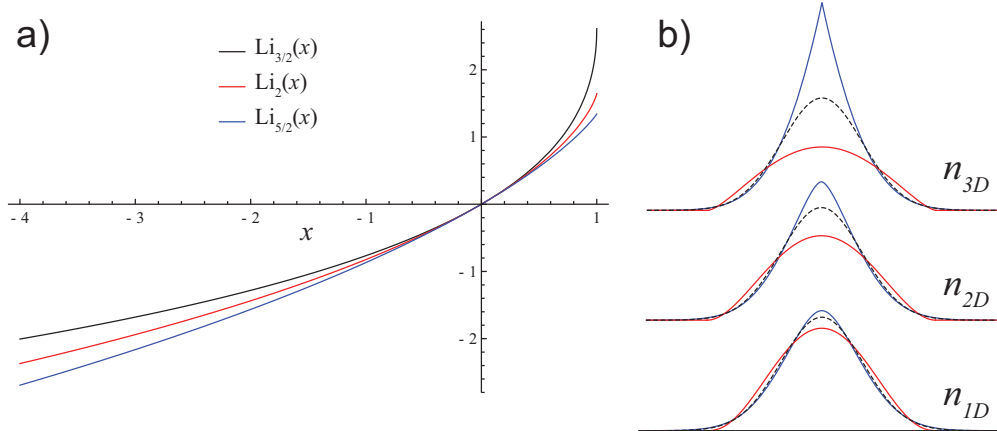 a)
Li3/2(x)
Li2(x)
Li5/2(x)
2
1
- 4
- 3
- 2
- 1
1
x
- 1
- 2
b)
n3D
n2D
n1D